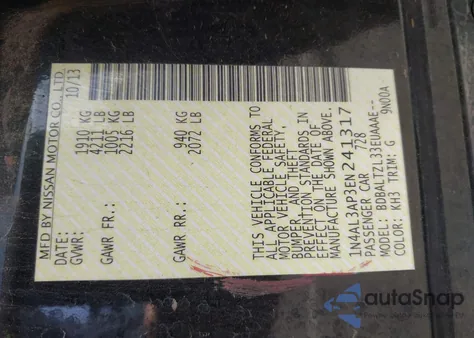 MFD BY NISSAN MOTOR CO., LTD.
DATE: 10/13
GVWR: 1910 KG
4211 LB
GAWR FR.: 1005 KG
2216 LB
GAWR RR.: 940 KG
2072 LB
THIS VEHICLE CONFORMS TO
ALL APPLICABLE FEDERAL
MOTOR VEHICLE SAFETY,
BUMPER, AND THEFT
PREVENTION STANDARDS IN
EFFECT ON THE DATE OF
MANUFACTURE SHOWN ABOVE.
1N4AL3AP3EN241317
PASSENGER CAR 728
MODEL: BDBALTZL33EUAAAE--
COLOR: KH3 TRIM: G 9N00A
autaSnap